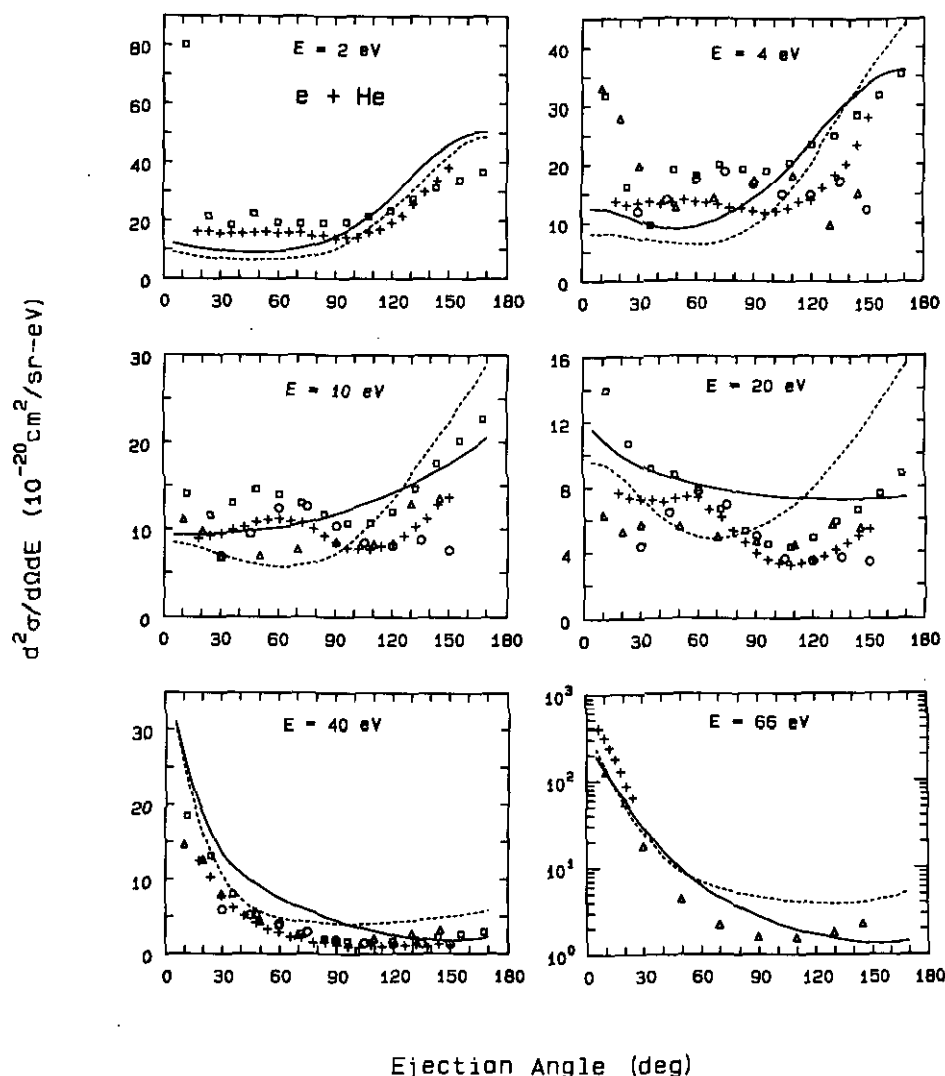 E = 2 eV
e + He
80
60
40
20
0
0 30 60 90 120 150 180
E = 4 eV
40
30
20
10
0
0 30 60 90 120 150 180
E = 10 eV
30
20
10
0
0 30 60 90 120 150 180
E = 20 eV
16
12
8
4
0
0 30 60 90 120 150 180
E = 40 eV
30
20
10
0
0 30 60 90 120 150 180
E = 66 eV
10³
10²
10¹
10⁰
0 30 60 90 120 150 180
d²σ/dΩdE (10⁻²⁰cm²/sr-eV)
Ejection Angle (deg)